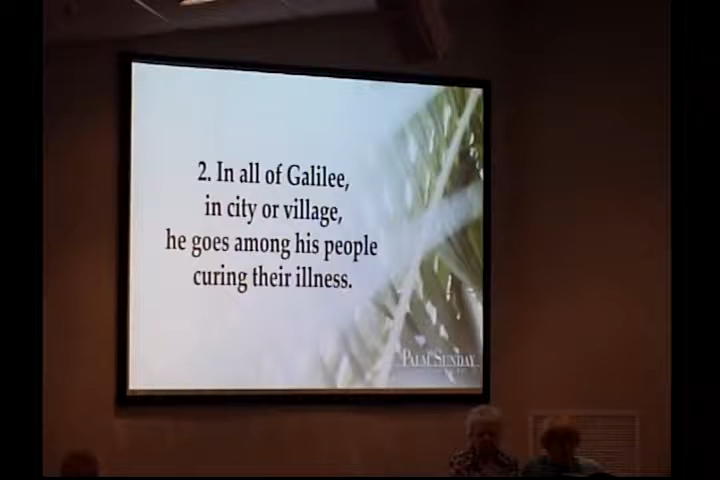 2. In all of Galilee,
in city or village,
he goes among his people
curing their illness.
PALM SUNDAY